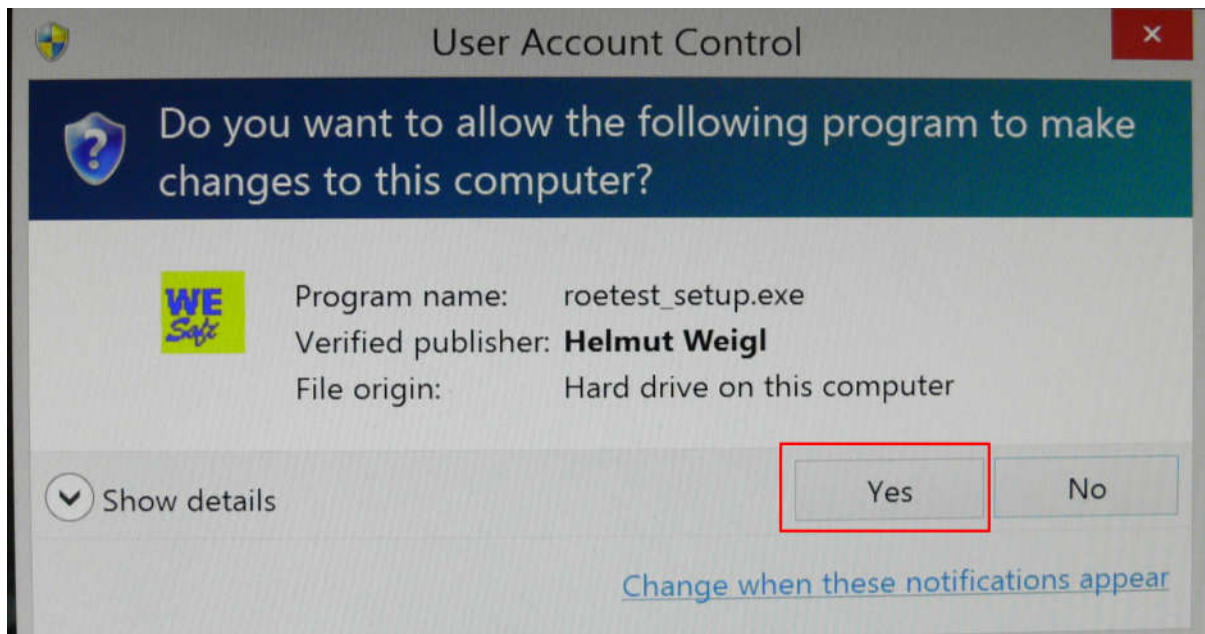 User Account Control
Do you want to allow the following program to make
changes to this computer?
WE
Soft
Program name: roetest_setup.exe
Verified publisher: Helmut Weigl
File origin: Hard drive on this computer
Show details
Yes
No
Change when these notifications appear